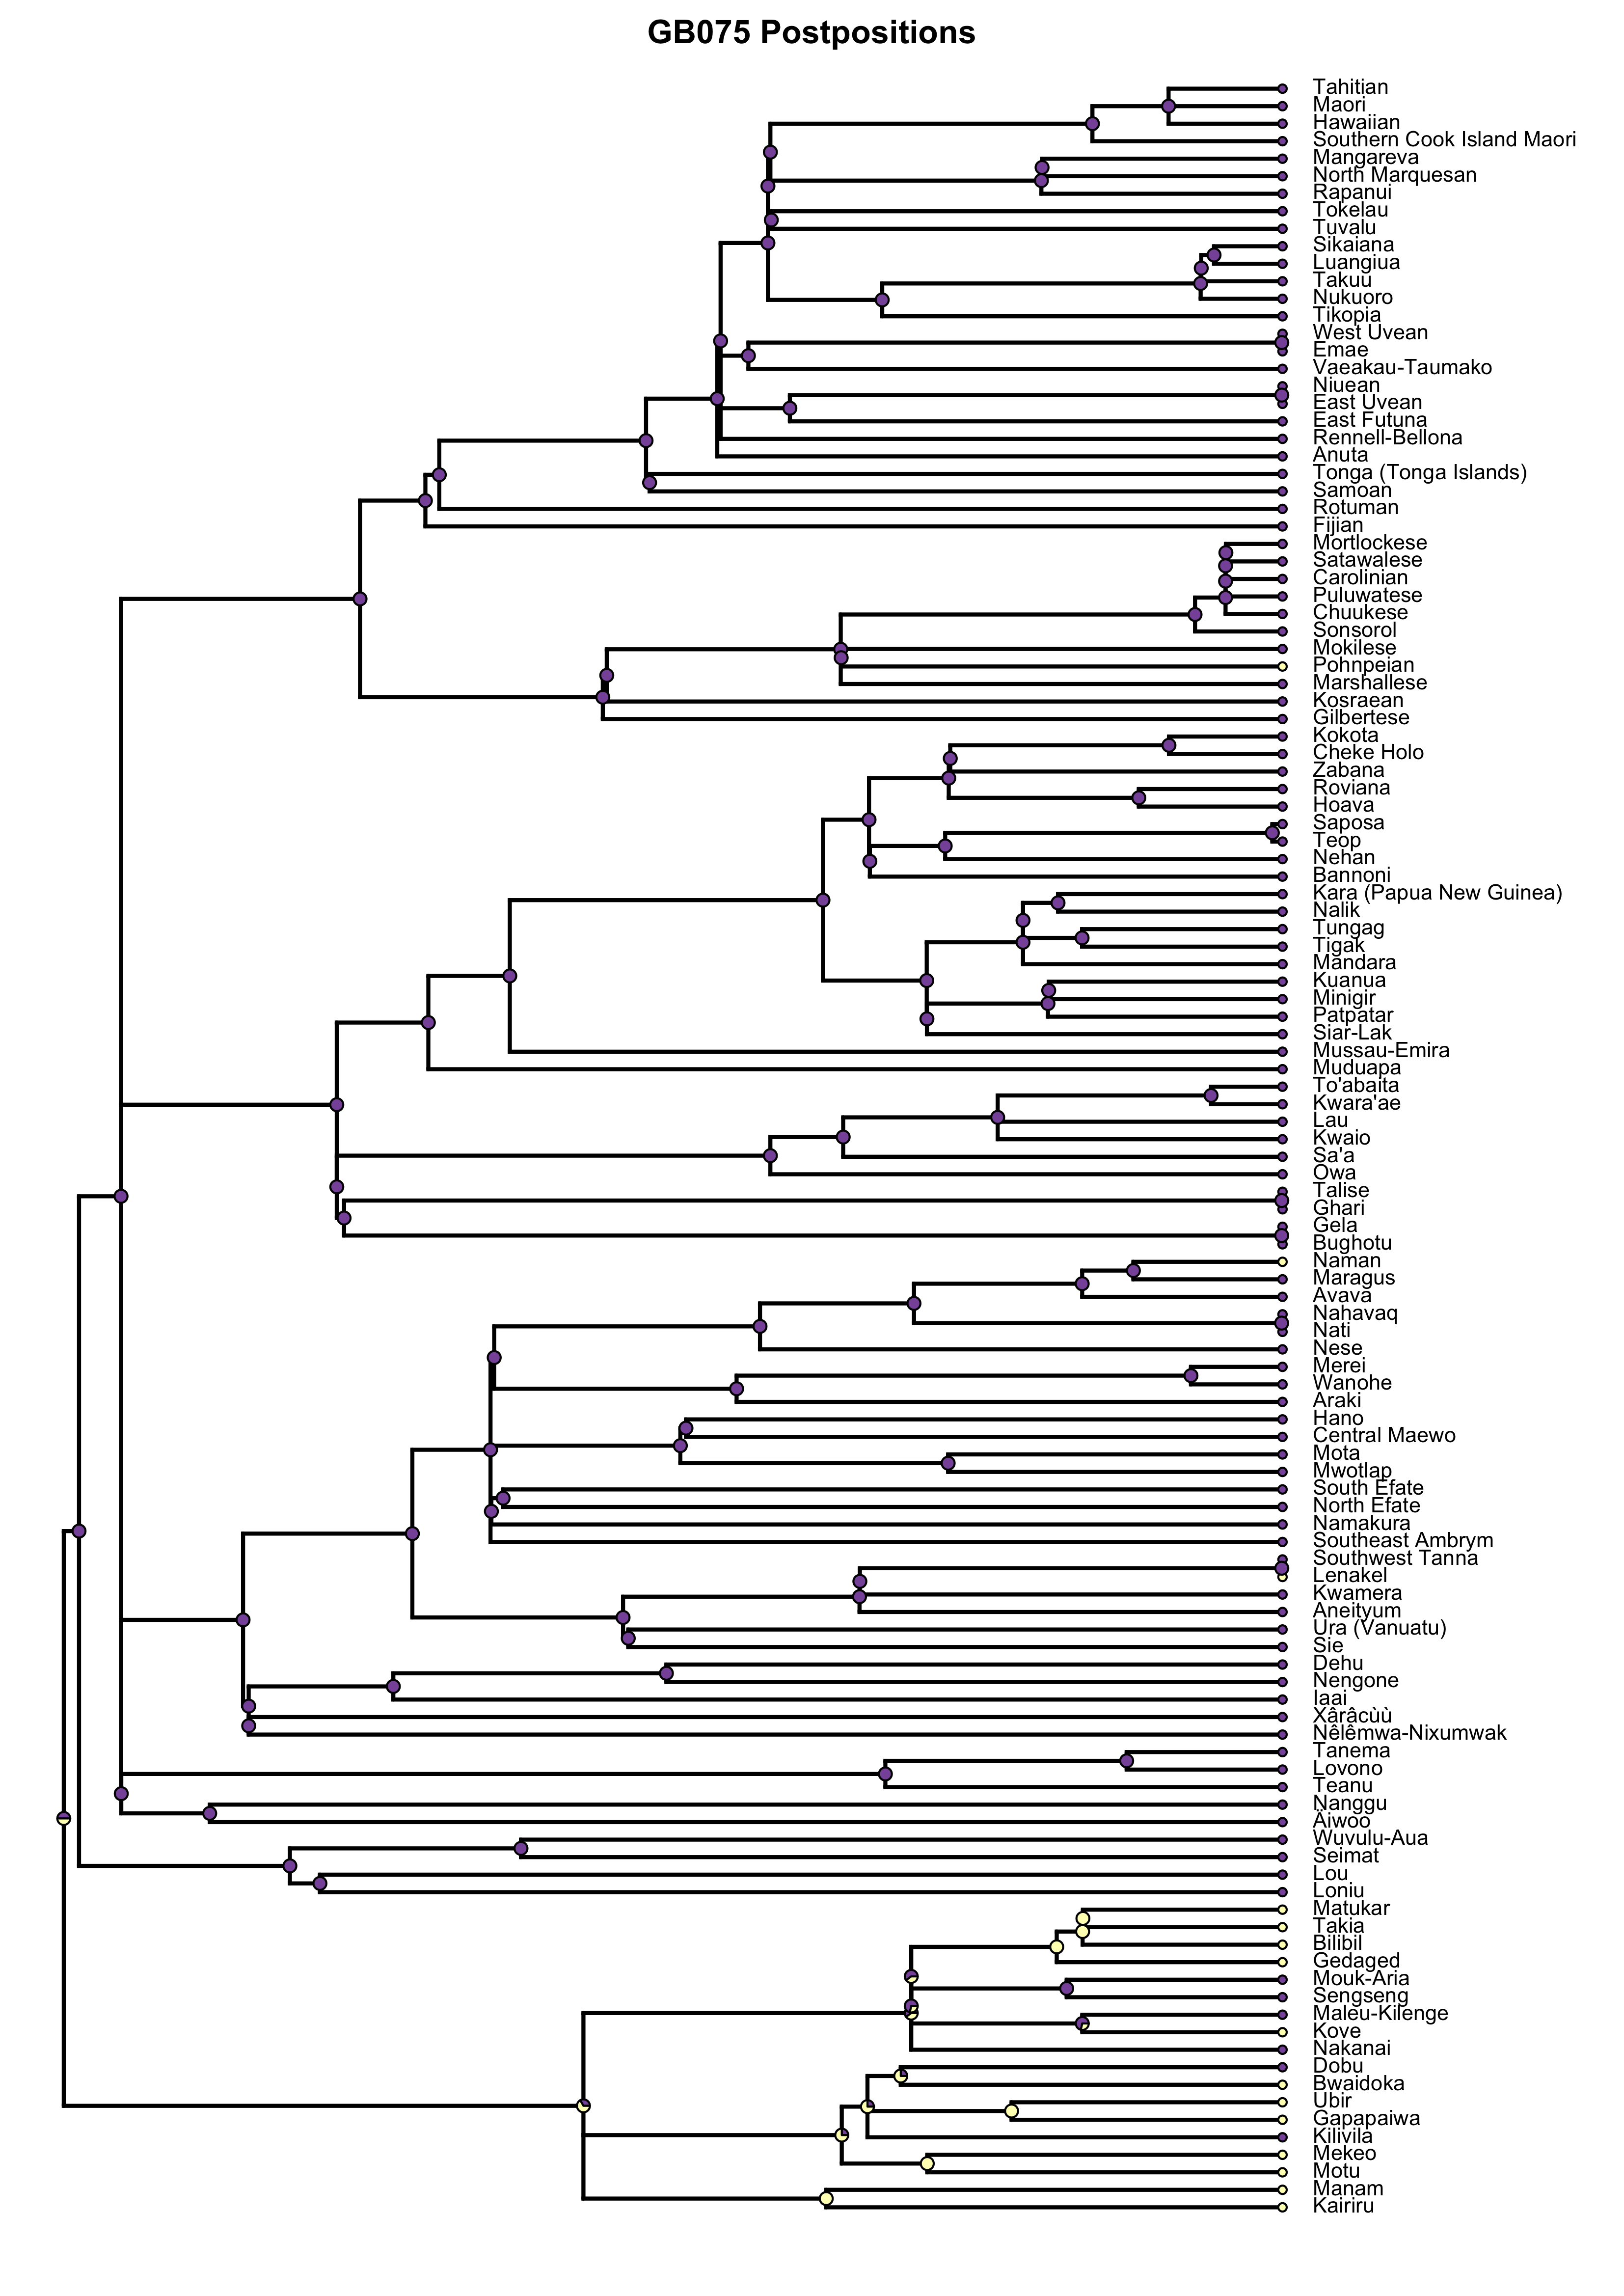 GB075 Postpositions
Tahitian
Maori
Hawaiian
Southern Cook Island Maori
Mangareva
North Marquesan
Rapanui
Tokelau
Tuvalu
Sikaiana
Luangiua
Takuu
Nukuoro
Tikopia
West Uvean
Emae
Vaeakau-Taumako
Niuean
East Uvean
East Futuna
Rennell-Bellona
Anuta
Tonga (Tonga Islands)
Samoan
Rotuman
Fijian
Mortlockese
Satawalese
Carolinian
Puluwatese
Chuukese
Sonsorol
Mokilese
Pohnpeian
Marshallese
Kosraean
Gilbertese
Kokota
Cheke Holo
Zabana
Roviana
Hoava
Saposa
Teop
Nehan
Bannoni
Kara (Papua New Guinea)
Nalik
Tungag
Tigak
Mandara
Kuanua
Minigir
Patpatar
Siar-Lak
Mussau-Emira
Muduapa
To'abaita
Kwara'ae
Lau
Kwaio
Sa'a
Owa
Talise
Ghari
Gela
Bughotu
Naman
Maragus
Avava
Nahavaq
Nati
Nese
Merei
Wanohe
Araki
Hano
Central Maewo
Mota
Mwotlap
South Efate
North Efate
Namakura
Southeast Ambrym
Southwest Tanna
Lenakel
Kwamera
Aneityum
Ura (Vanuatu)
Sie
Dehu
Nengone
Iaai
Xârâcùù
Nêlêmwa-Nixumwak
Tanema
Lovono
Teanu
Nanggu
Äiwoo
Wuvulu-Aua
Seimat
Lou
Loniu
Matukar
Takia
Bilibil
Gedaged
Mouk-Aria
Sengseng
Maleu-Kilenge
Kove
Nakanai
Dobu
Bwaidoka
Ubir
Gapapaiwa
Kilivila
Mekeo
Motu
Manam
Kairiru